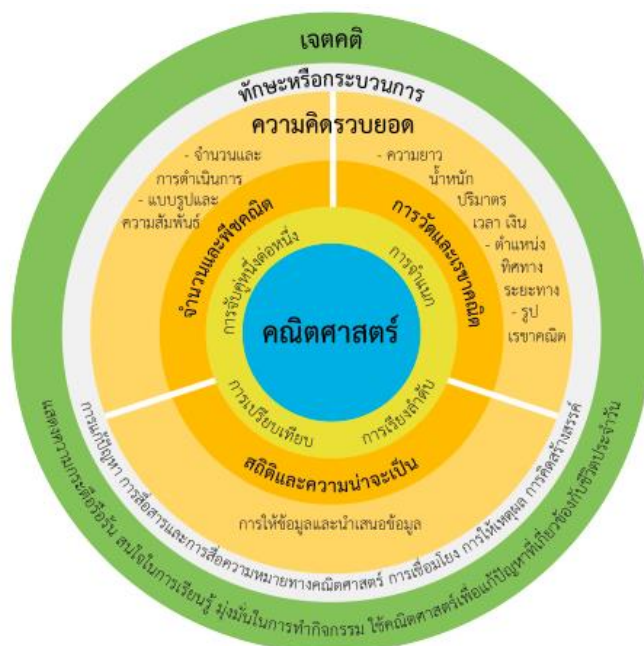 เจตคติ
ทักษะหรือกระบวนการ
ความคิดรวบยอด
- จำนวนและ
การดำเนินการ
- แบบรูปและ
ความสัมพันธ์
- ความยาว
น้ำหนัก
ปริมาตร
เวลา เงิน
- ตำแหน่ง
ทิศทาง
ระยะทาง
- รูป
เรขาคณิต
จำนวนและพีชคณิต
การวัดและเรขาคณิต
การจับคู่หนึ่งต่อหนึ่ง
การจำแนก
คณิตศาสตร์
การเปรียบเทียบ
การเรียงลำดับ
สถิติและความน่าจะเป็น
การให้ข้อมูลและนำเสนอข้อมูล
การแก้ปัญหา การสื่อสารและการสื่อความหมายทางคณิตศาสตร์ การเชื่อมโยง การให้เหตุผล การคิดสร้างสรรค์
แสดงความกระตือรือร้น สนใจในการเรียนรู้ มุ่งมั่นในการทำกิจกรรม ใช้คณิตศาสตร์เพื่อแก้ปัญหาที่เกี่ยวข้องกับชีวิตประจำวัน